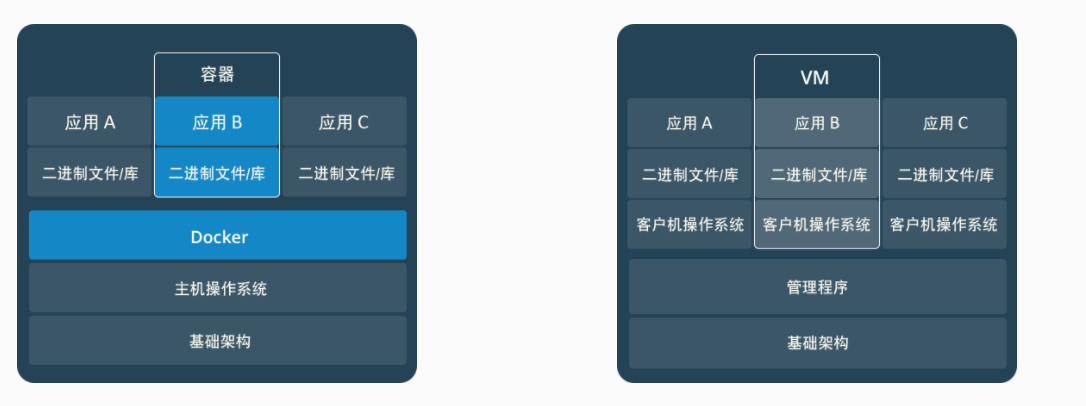 容器
应用 A
应用 B
应用 C
二进制文件/库
二进制文件/库
二进制文件/库
Docker
主机操作系统
基础架构
VM
应用 A
应用 B
应用 C
二进制文件/库
二进制文件/库
二进制文件/库
客户机操作系统
客户机操作系统
客户机操作系统
管理程序
基础架构